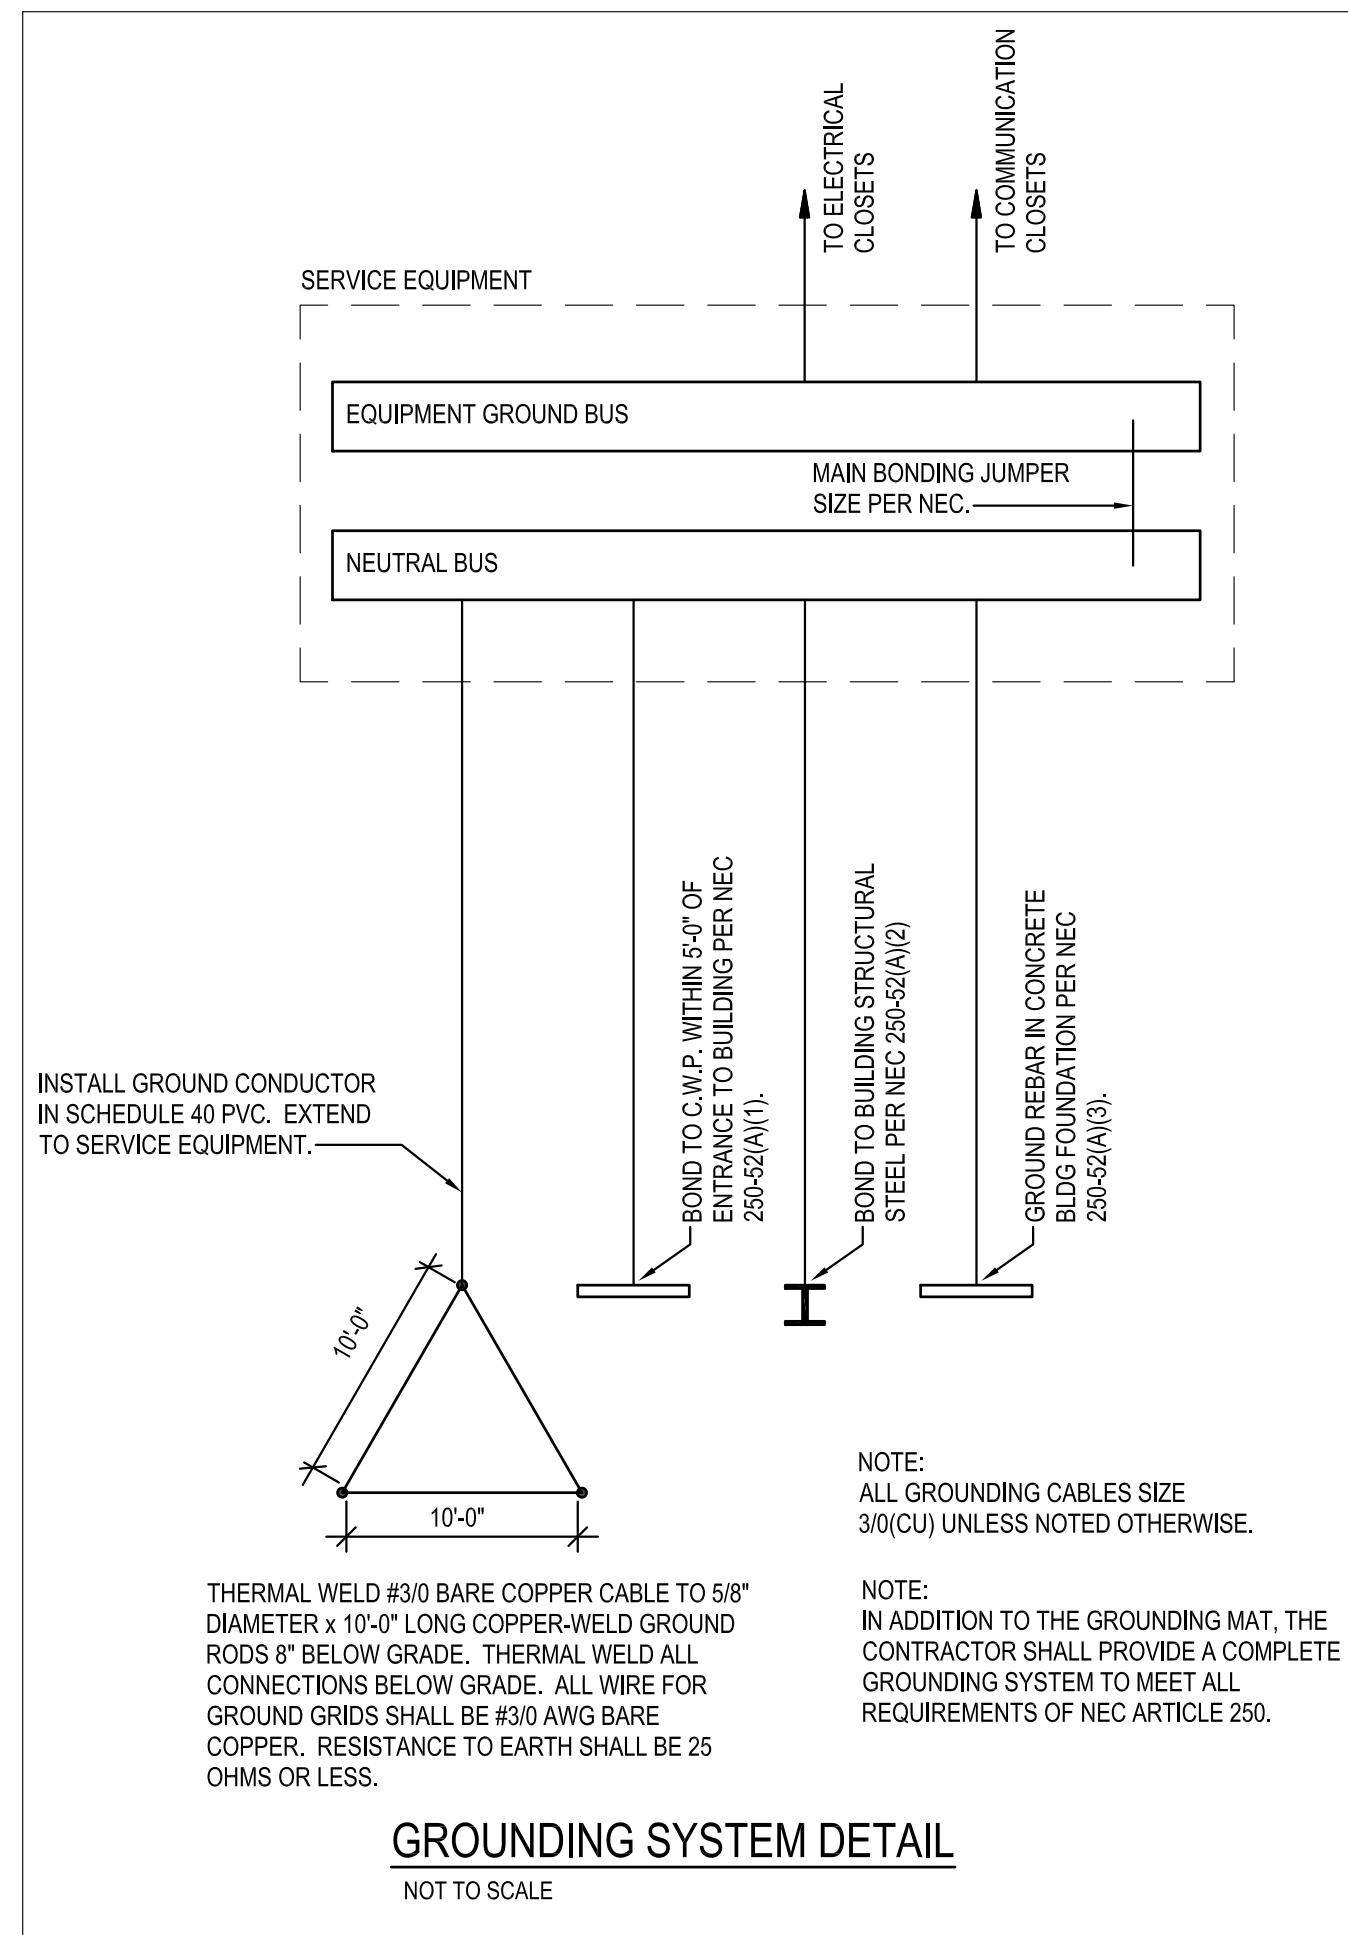 TO ELECTRICAL
CLOSETS
TO COMMUNICATION
CLOSETS
SERVICE EQUIPMENT
EQUIPMENT GROUND BUS
MAIN BONDING JUMPER
SIZE PER NEC.
NEUTRAL BUS
BOND TO C.W.P. WITHIN 5'-0" OF
ENTRANCE TO BUILDING PER NEC
250-52(A)(1).
BOND TO BUILDING STRUCTURAL
STEEL PER NEC 250-52(A)(2)
GROUND REBAR IN CONCRETE
BLDG FOUNDATION PER NEC
250-52(A)(3).
INSTALL GROUND CONDUCTOR
IN SCHEDULE 40 PVC. EXTEND
TO SERVICE EQUIPMENT.
10'-0"
10'-0"
NOTE:
ALL GROUNDING CABLES SIZE
3/0(CU) UNLESS NOTED OTHERWISE.
NOTE:
IN ADDITION TO THE GROUNDING MAT, THE
CONTRACTOR SHALL PROVIDE A COMPLETE
GROUNDING SYSTEM TO MEET ALL
REQUIREMENTS OF NEC ARTICLE 250.
THERMAL WELD #3/0 BARE COPPER CABLE TO 5/8"
DIAMETER x 10'-0" LONG COPPER-WELD GROUND
RODS 8" BELOW GRADE. THERMAL WELD ALL
CONNECTIONS BELOW GRADE. ALL WIRE FOR
GROUND GRIDS SHALL BE #3/0 AWG BARE
COPPER. RESISTANCE TO EARTH SHALL BE 25
OHMS OR LESS.
GROUNDING SYSTEM DETAIL
NOT TO SCALE